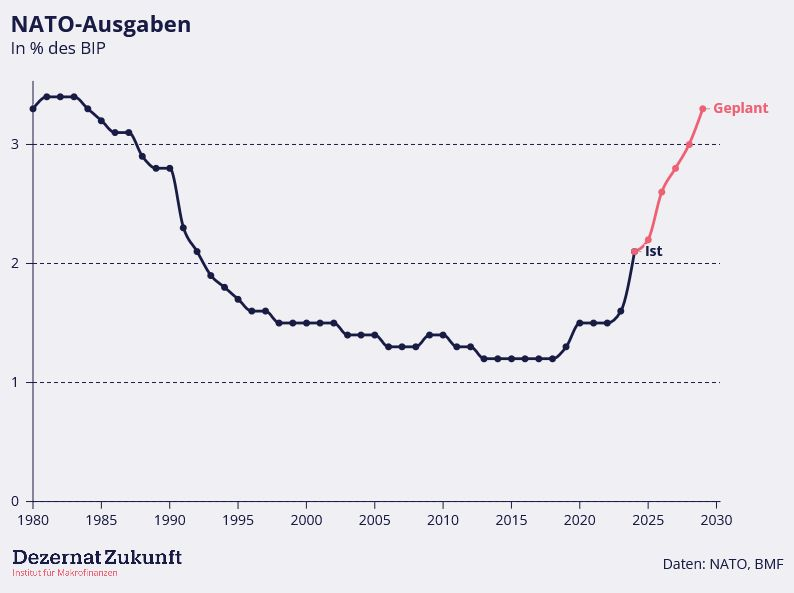 NATO-Ausgaben
In % des BIP
Geplant
3
Ist
2
1
0
1980 1985 1990 1995 2000 2005 2010 2015 2020 2025 2030
Dezernat Zukunft
Institut für Makrofinanzen
Daten: NATO, BMF